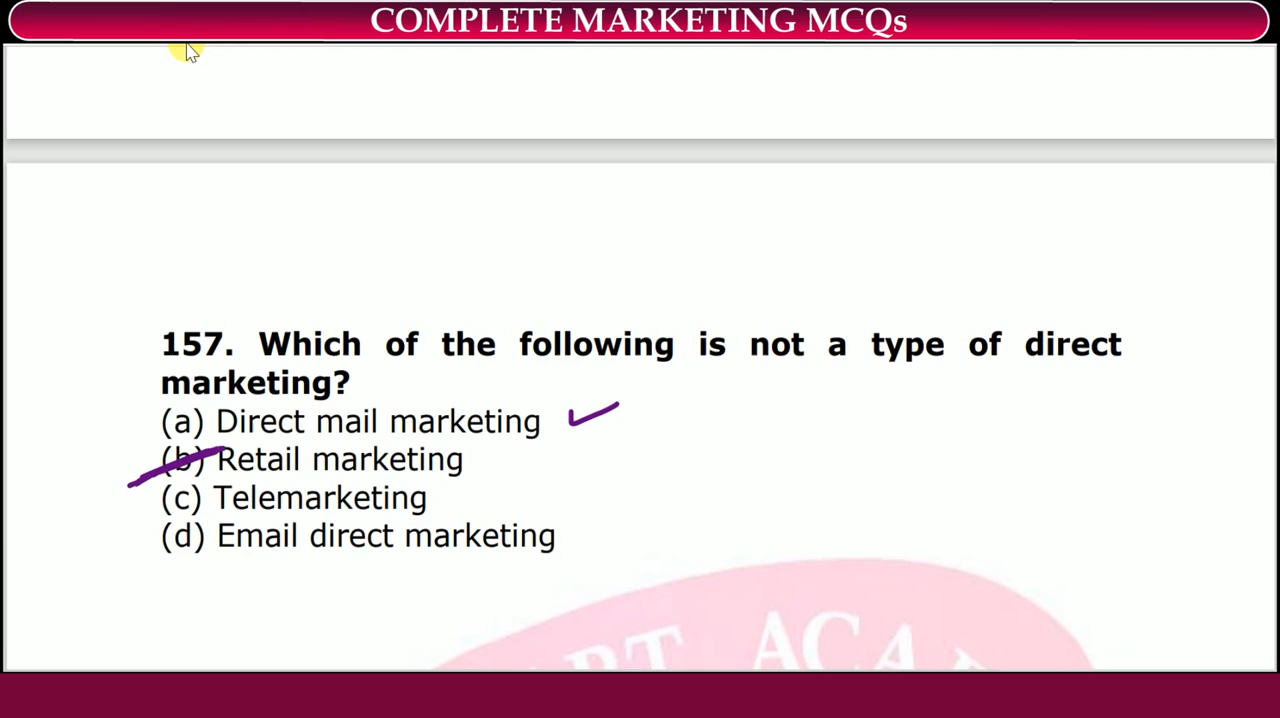 COMPLETE MARKETING MCQs
157. Which of the following is not a type of direct
marketing?
(a) Direct mail marketing
(b) Retail marketing
(c) Telemarketing
(d) Email direct marketing